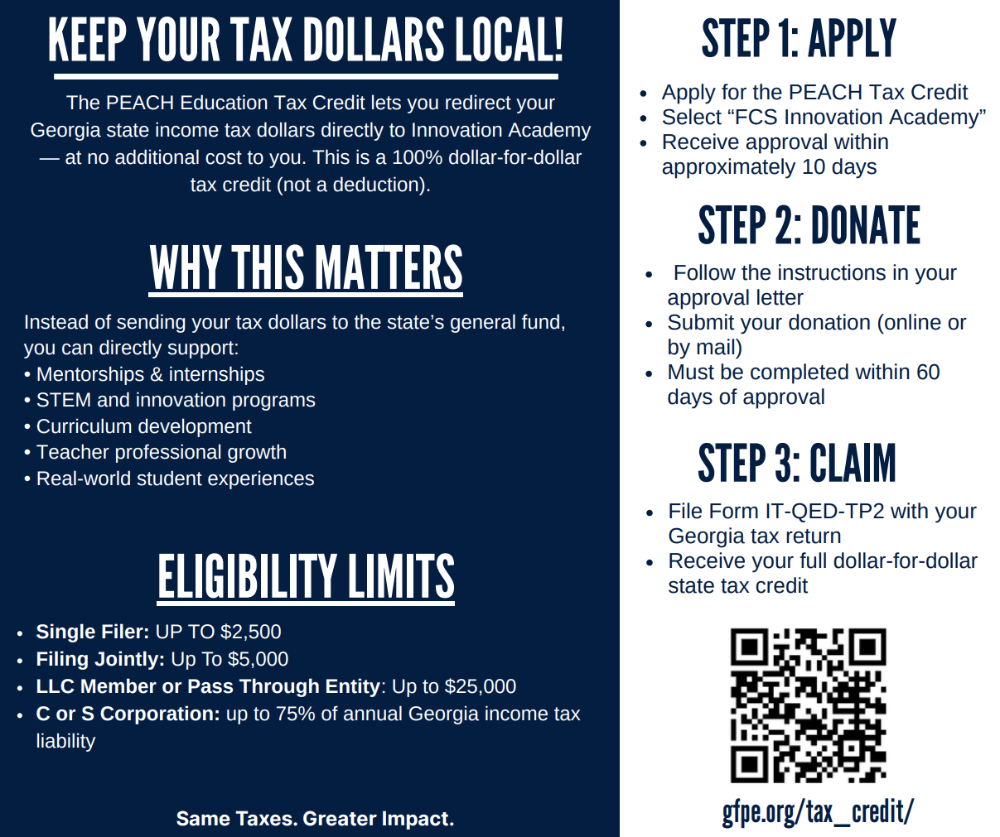 KEEP YOUR TAX DOLLARS LOCAL!
The PEACH Education Tax Credit lets you redirect your
Georgia state income tax dollars directly to Innovation Academy
— at no additional cost to you. This is a 100% dollar-for-dollar
tax credit (not a deduction).
WHY THIS MATTERS
Instead of sending your tax dollars to the state’s general fund,
you can directly support:
• Mentorships & internships
• STEM and innovation programs
• Curriculum development
• Teacher professional growth
• Real-world student experiences
ELIGIBILITY LIMITS
• Single Filer: UP TO $2,500
• Filing Jointly: Up To $5,000
• LLC Member or Pass Through Entity: Up to $25,000
• C or S Corporation: up to 75% of annual Georgia income tax
liability
Same Taxes. Greater Impact.
STEP 1: APPLY
• Apply for the PEACH Tax Credit
• Select “FCS Innovation Academy”
• Receive approval within
approximately 10 days
STEP 2: DONATE
• Follow the instructions in your
approval letter
• Submit your donation (online or
by mail)
• Must be completed within 60
days of approval
STEP 3: CLAIM
• File Form IT-QED-TP2 with your
Georgia tax return
• Receive your full dollar-for-dollar
state tax credit
gfpe.org/tax_credit/